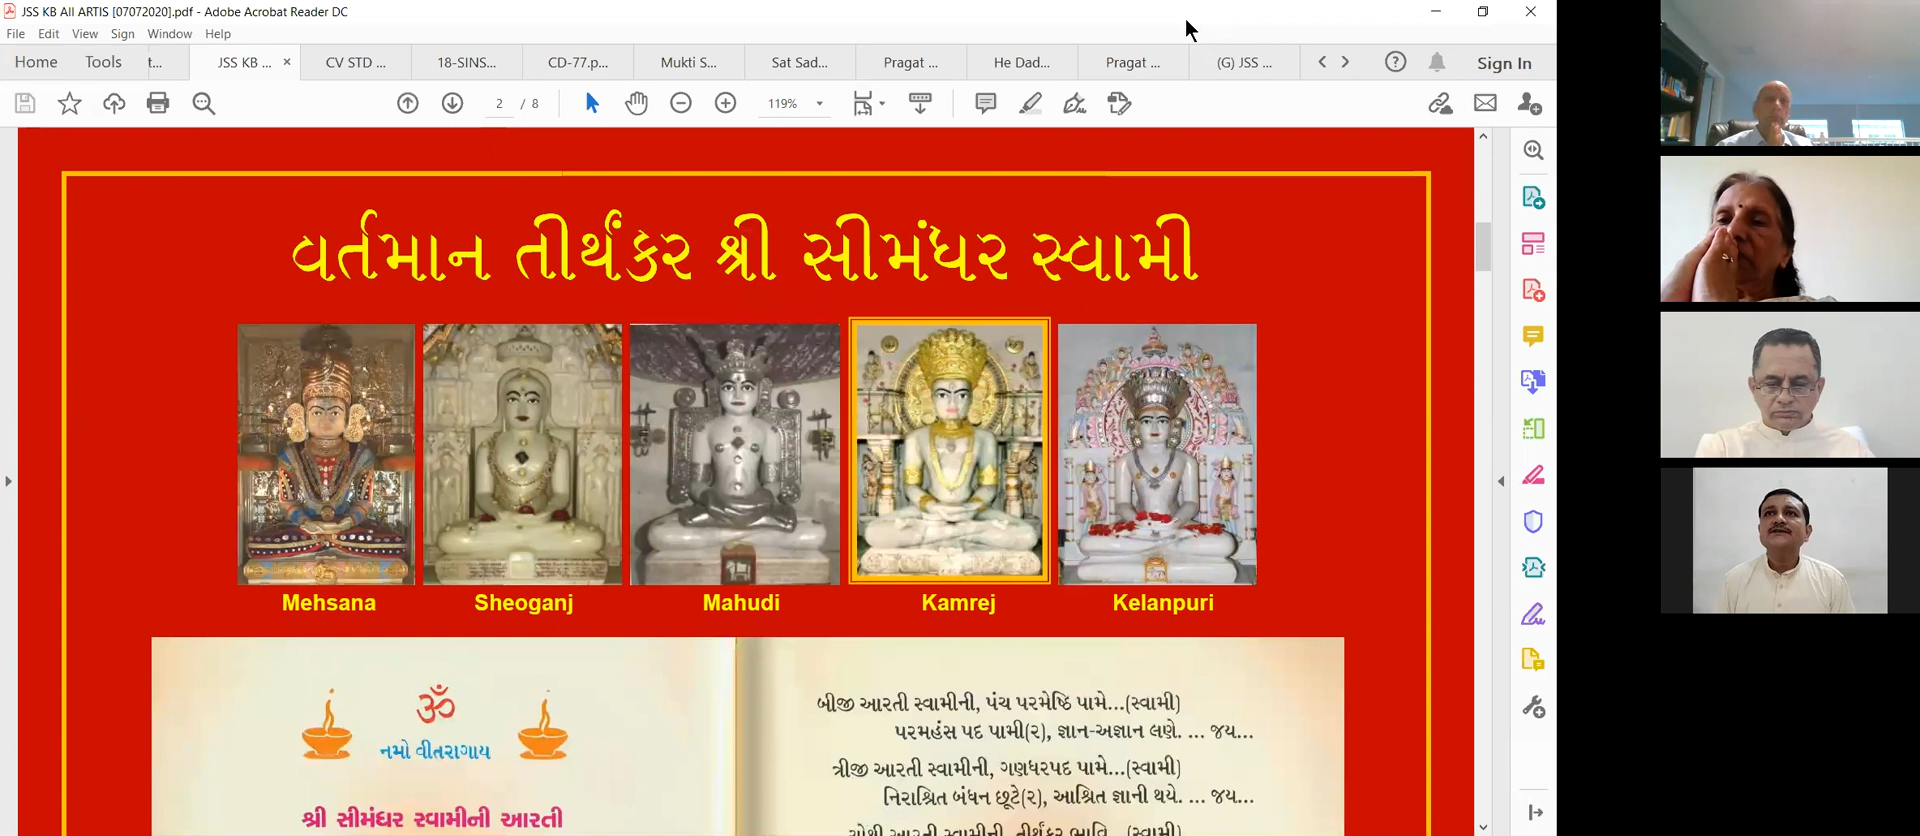 JSS KB All ARTIS [07072020].pdf - Adobe Acrobat Reader DC
File Edit View Sign Window Help
Home Tools t... JSS KB ... × CV STD ... 18-SINS... CD-77.p... Mukti S... Sat Sad... Pragat ... He Dad... Pragat ... (G) JSS ... Sign In
2 / 8 119%
વર્તમાન તીર્થંકર શ્રી સીમંધર સ્વામી
Mehsana Sheoganj Mahudi Kamrej Kelanpuri
ૐ
નમો વીતરાગાય
શ્રી સીમંધર સ્વામીની આરતી
બીજી આરતી સ્વામીની, પંચ પરમેષ્ઠિ પામે...(સ્વામી)
પરમહંસ પદ પામી(૨), જ્ઞાન-અજ્ઞાન લણે. ... જય...
ત્રીજી આરતી સ્વામીની, ગણધરપદ પામે...(સ્વામી)
નિરાશ્રિત બંધન છૂટે(૨), આશ્રિત જ્ઞાની થયે. ... જય...
ચોથી આરતી સ્વામીની, તીર્થંકર ભાવિ...(સ્વામી)